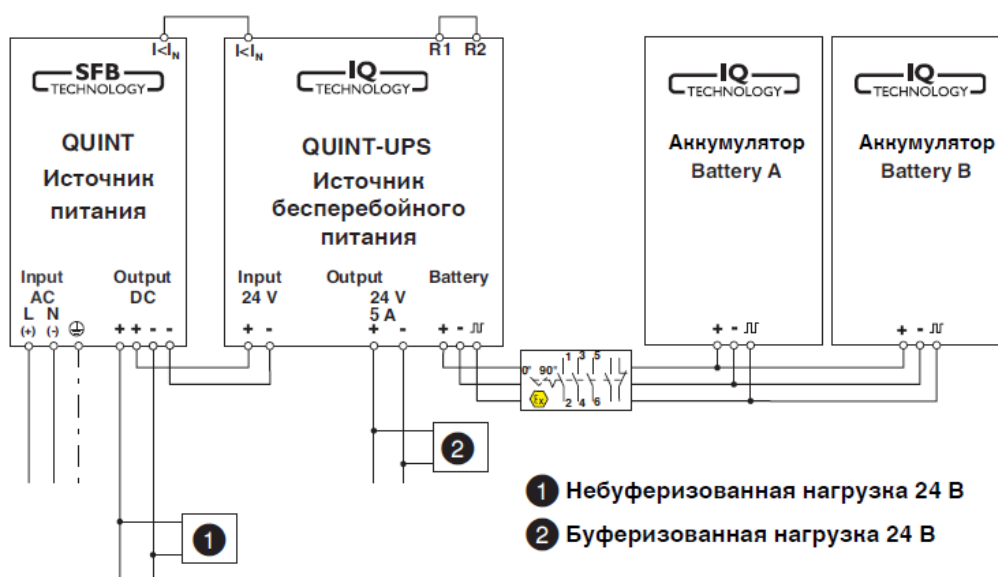 I<I_N
SFB
TECHNOLOGY
QUINT
Источник
питания
Input
AC
L N
(+) (-)
Output
DC
+ + - -
I<I_N
R1 R2
IQ
TECHNOLOGY
QUINT-UPS
Источник
бесперебойного
питания
Input
24 V
+ -
Output
24 V
5 A
+ -
Battery
+ -
0° 90°
1 3 5
2 4 6
Ex
IQ
TECHNOLOGY
Аккумулятор
Battery A
+ -
IQ
TECHNOLOGY
Аккумулятор
Battery B
+ -
2
1
1 Небуферизованная нагрузка 24 В
2 Буферизованная нагрузка 24 В